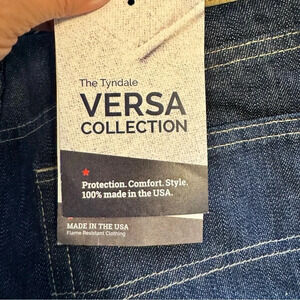 The Tyndale
VERSA
COLLECTION
Protection. Comfort. Style.
100% made in the USA.
MADE IN THE USA
Flame Resistant Clothing